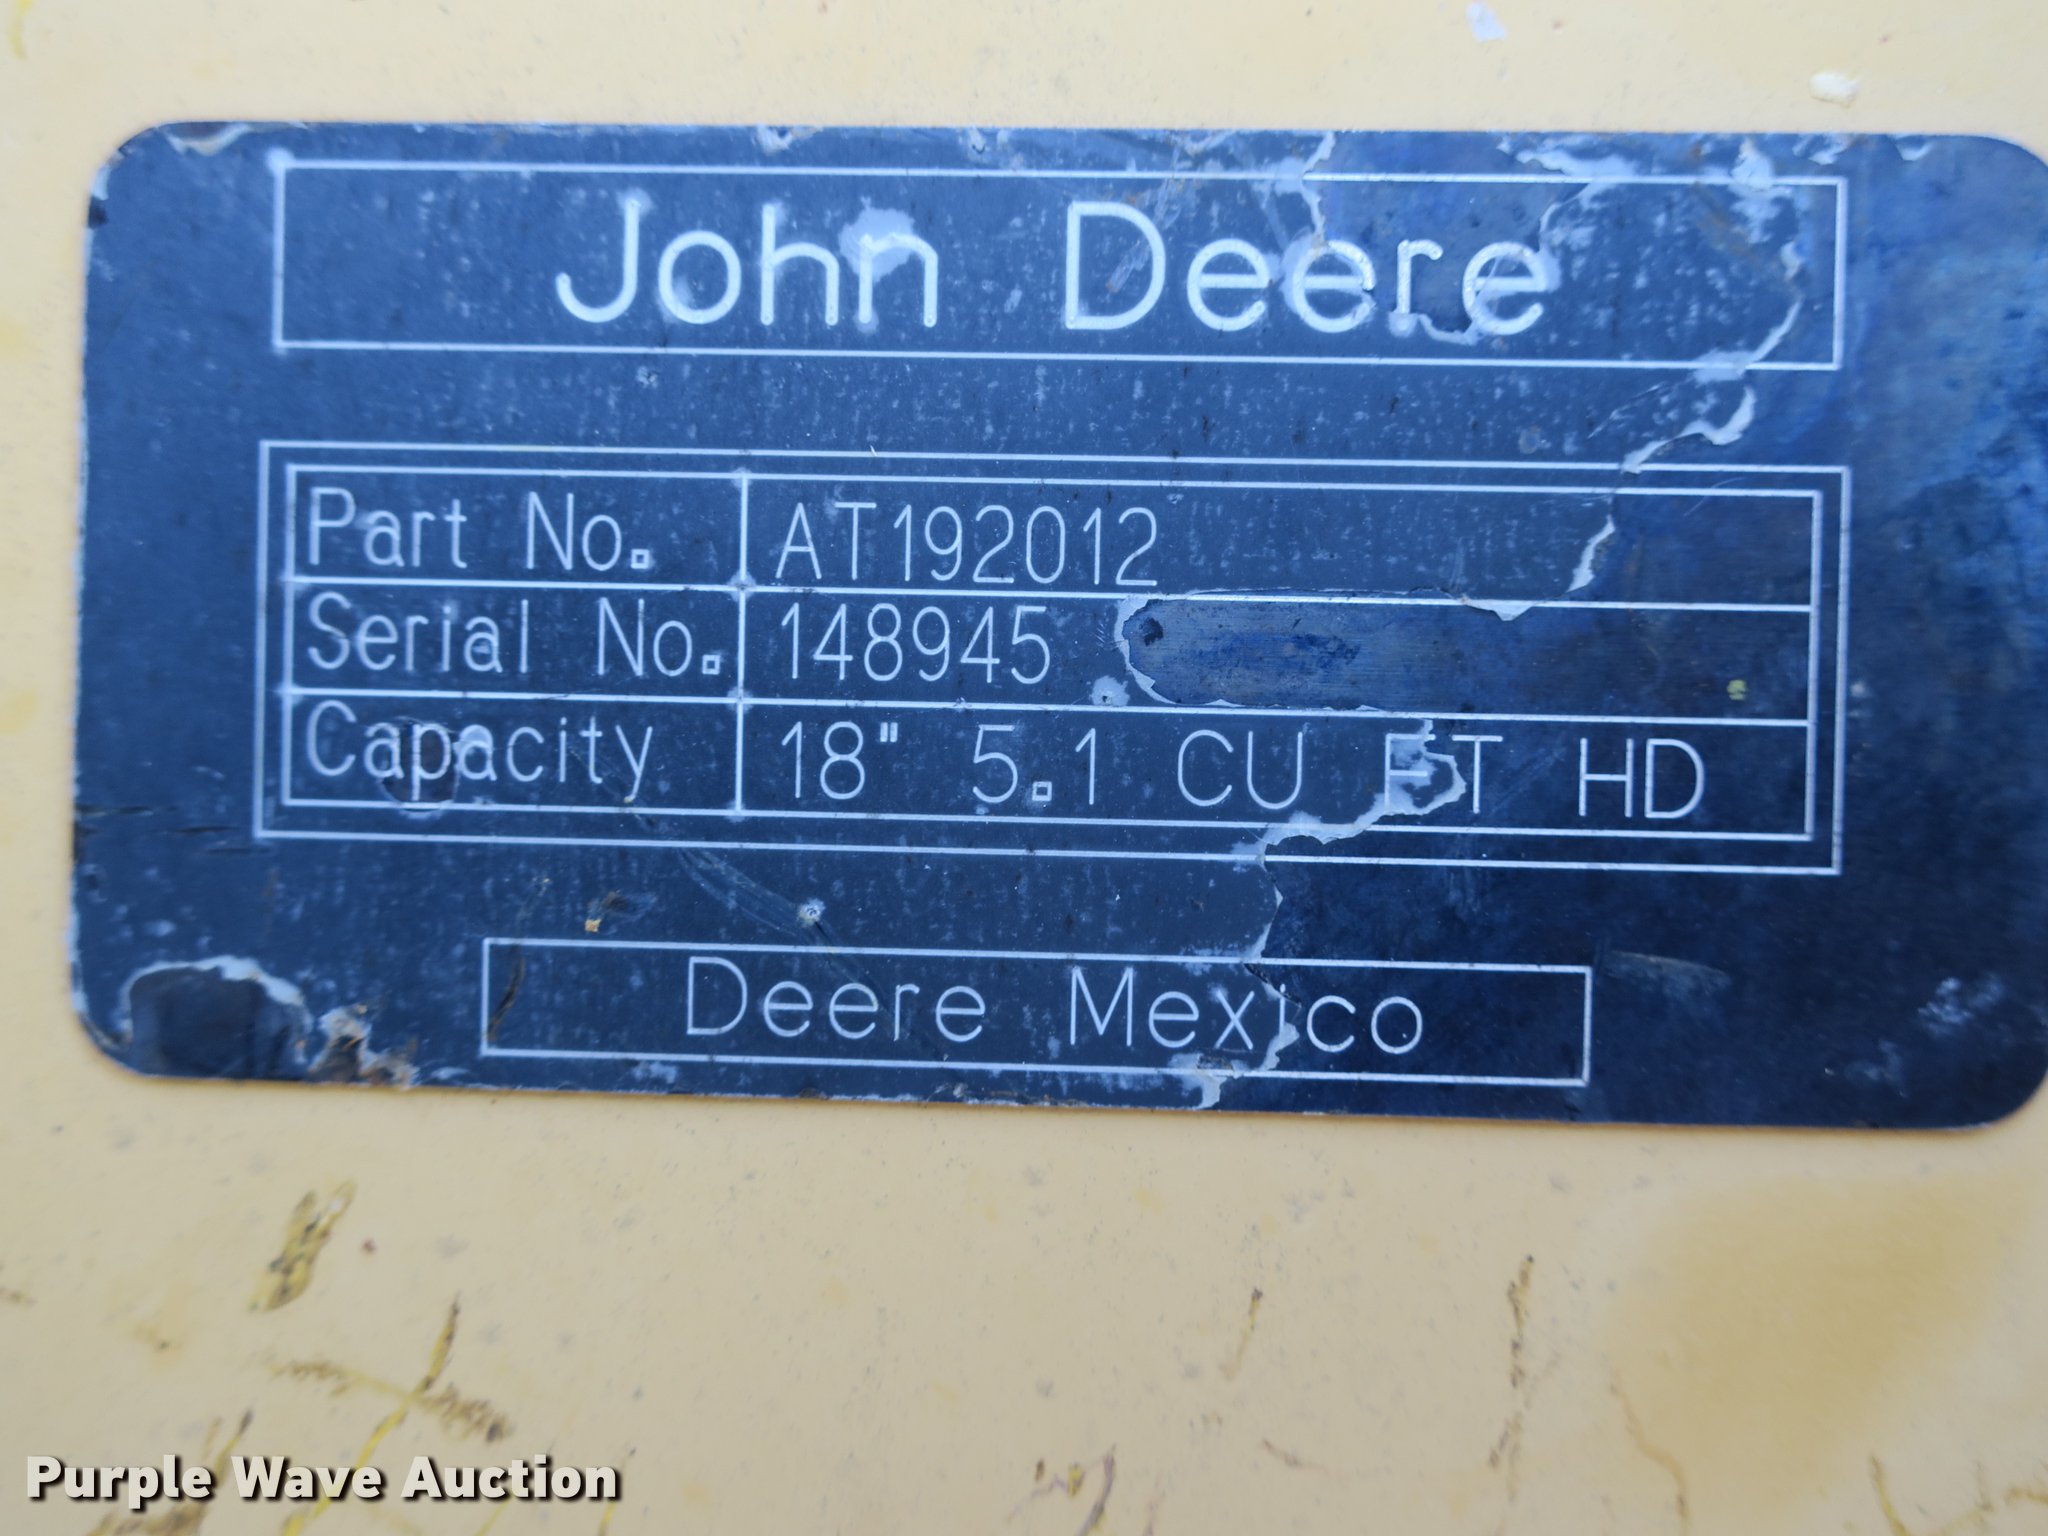 John Deere
Part No. AT192012
Serial No. 148945
Capacity 18" 5.1 CU FT HD
Deere Mexico
Purple Wave Auction